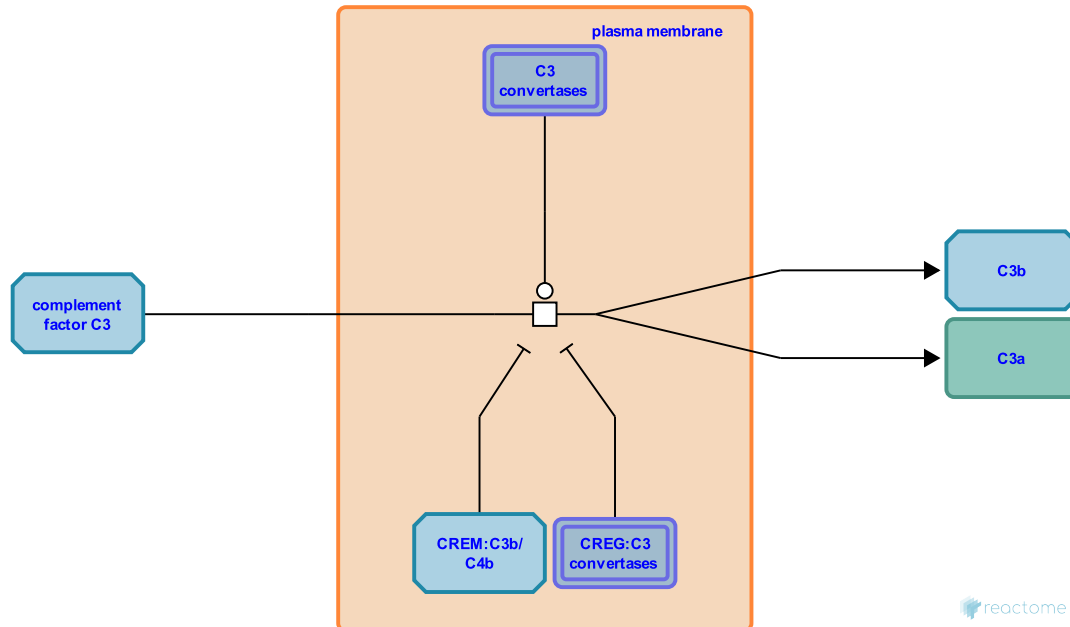 plasma membrane
C3
convertases
complement
factor C3
C3b
C3a
CREM:C3b/
C4b
CREG:C3
convertases
reactome